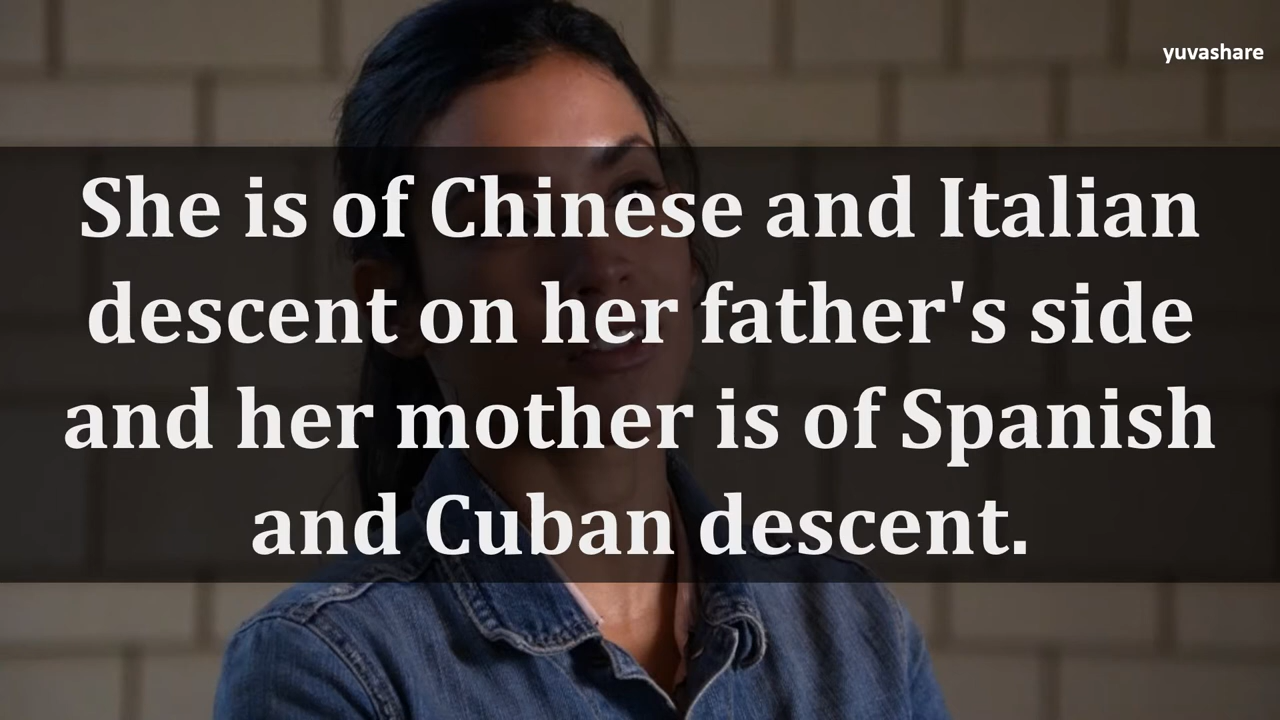 yuvashare
She is of Chinese and Italian
descent on her father's side
and her mother is of Spanish
and Cuban descent.